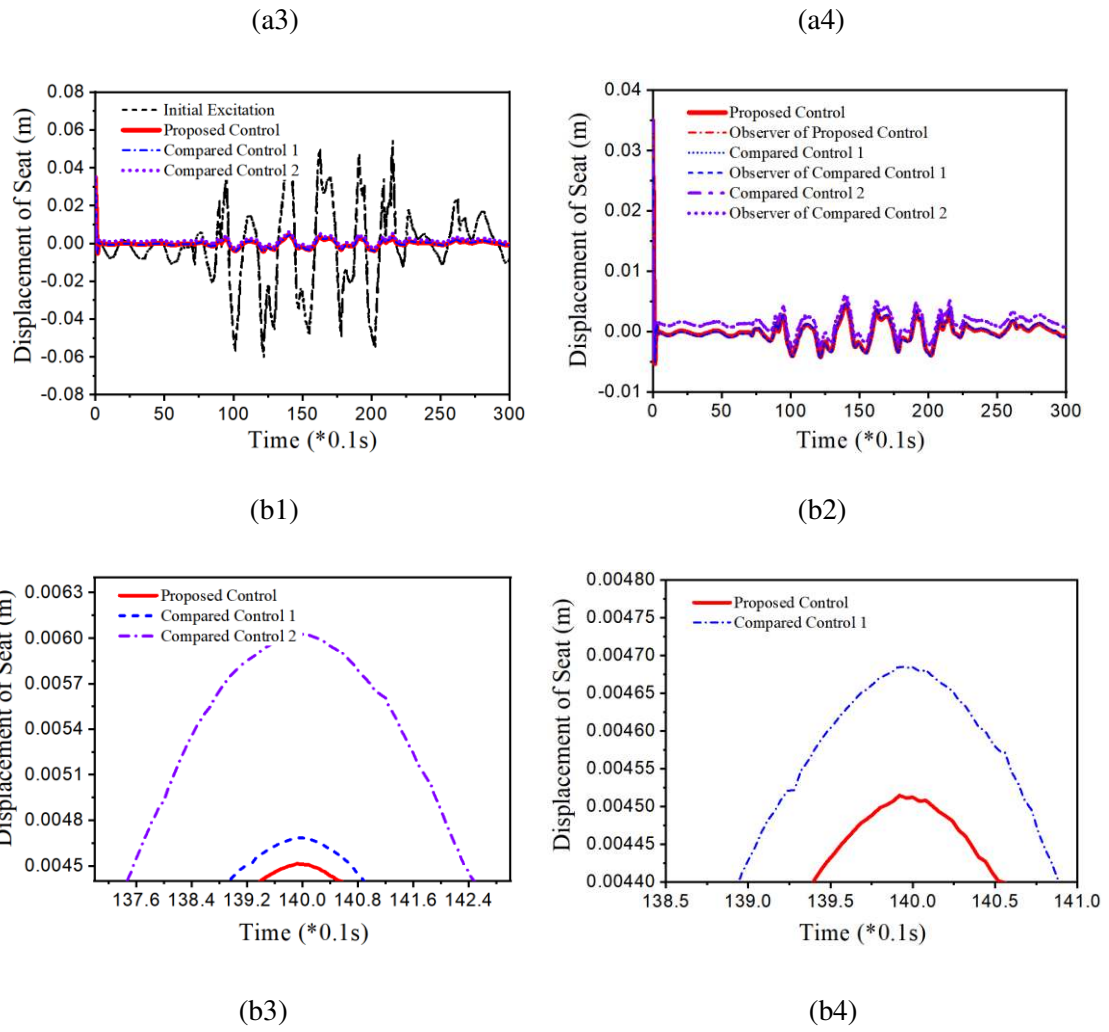 (a3)
(a4)
Displacement of Seat (m)
0.08
0.06
0.04
0.02
0.00
-0.02
-0.04
-0.06
-0.08
Initial Excitation
Proposed Control
Compared Control 1
Compared Control 2
0
50
100
150
200
250
300
Time (*0.1s)
Displacement of Seat (m)
0.04
0.03
0.02
0.01
0.00
-0.01
Proposed Control
Observer of Proposed Control
Compared Control 1
Observer of Compared Control 1
Compared Control 2
Observer of Compared Control 2
0
50
100
150
200
250
300
Time (*0.1s)
(b1)
(b2)
Displacement of Seat (m)
0.0063
0.0060
0.0057
0.0054
0.0051
0.0048
0.0045
Proposed Control
Compared Control 1
Compared Control 2
137.6
138.4
139.2
140.0
140.8
141.6
142.4
Time (*0.1s)
Displacement of Seat (m)
0.00480
0.00475
0.00470
0.00465
0.00460
0.00455
0.00450
0.00445
0.00440
Proposed Control
Compared Control 1
138.5
139.0
139.5
140.0
140.5
141.0
Time (*0.1s)
(b3)
(b4)